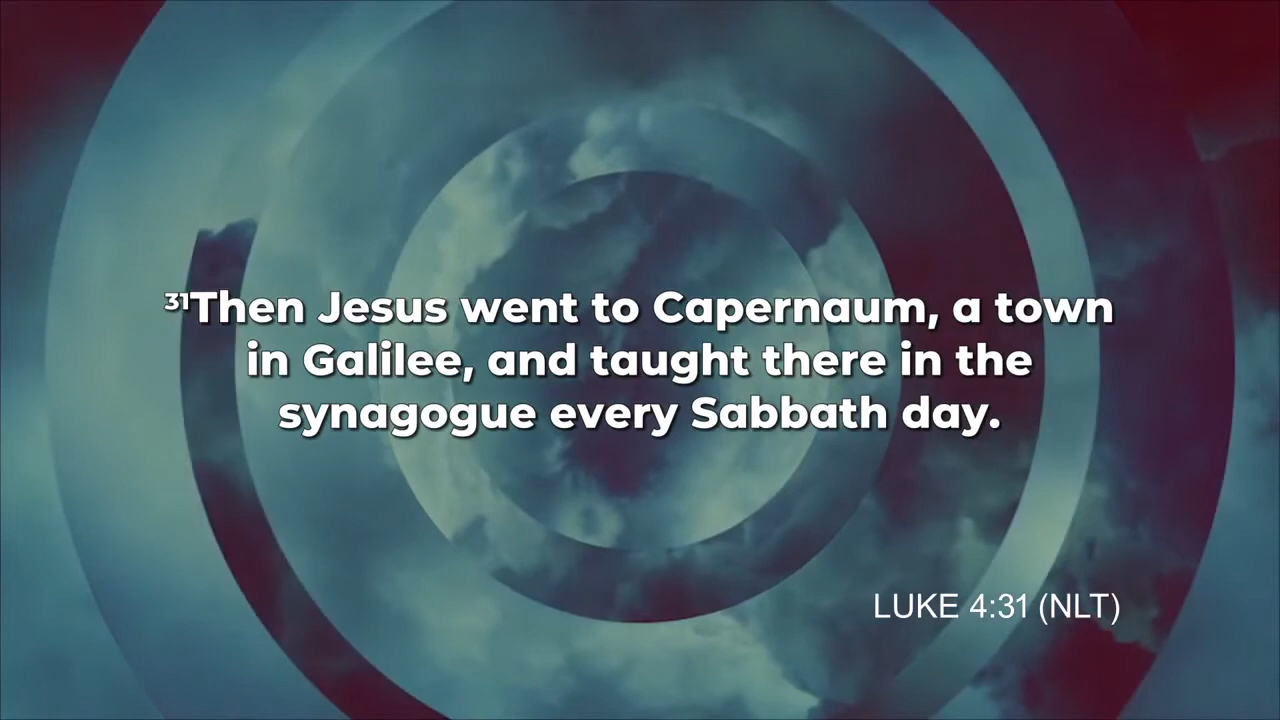 ³¹Then Jesus went to Capernaum, a town
in Galilee, and taught there in the
synagogue every Sabbath day.
LUKE 4:31 (NLT)